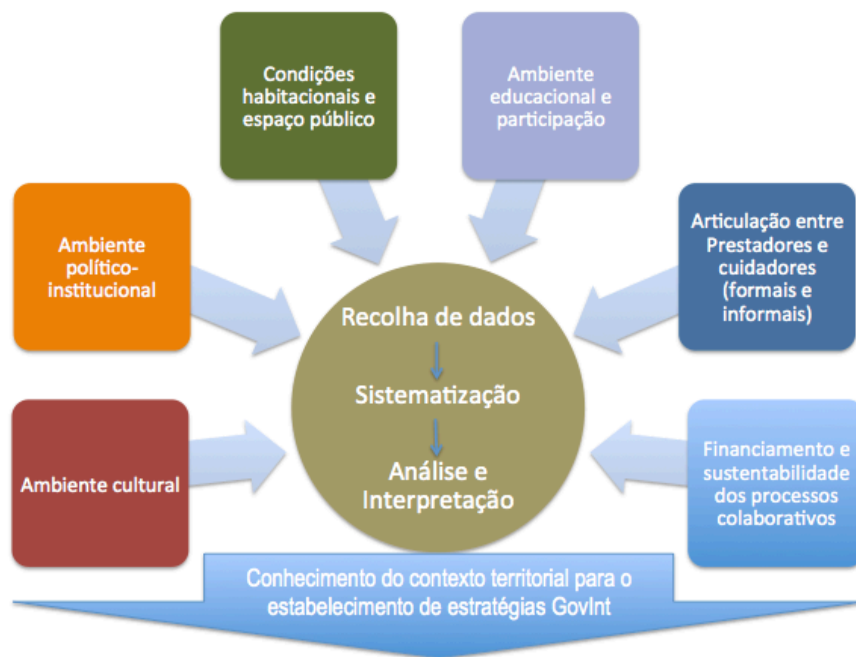 Condições
habitacionais e
espaço público
Ambiente
educacional e
participação
Ambiente
político-
institucional
Articulação entre
Prestadores e
cuidadores
(formais e
informais)
Recolha de dados
Sistematização
Análise e
Interpretação
Ambiente cultural
Financiamento e
sustentabilidade
dos processos
colaborativos
Conhecimento do contexto territorial para o
estabelecimento de estratégias GovInt